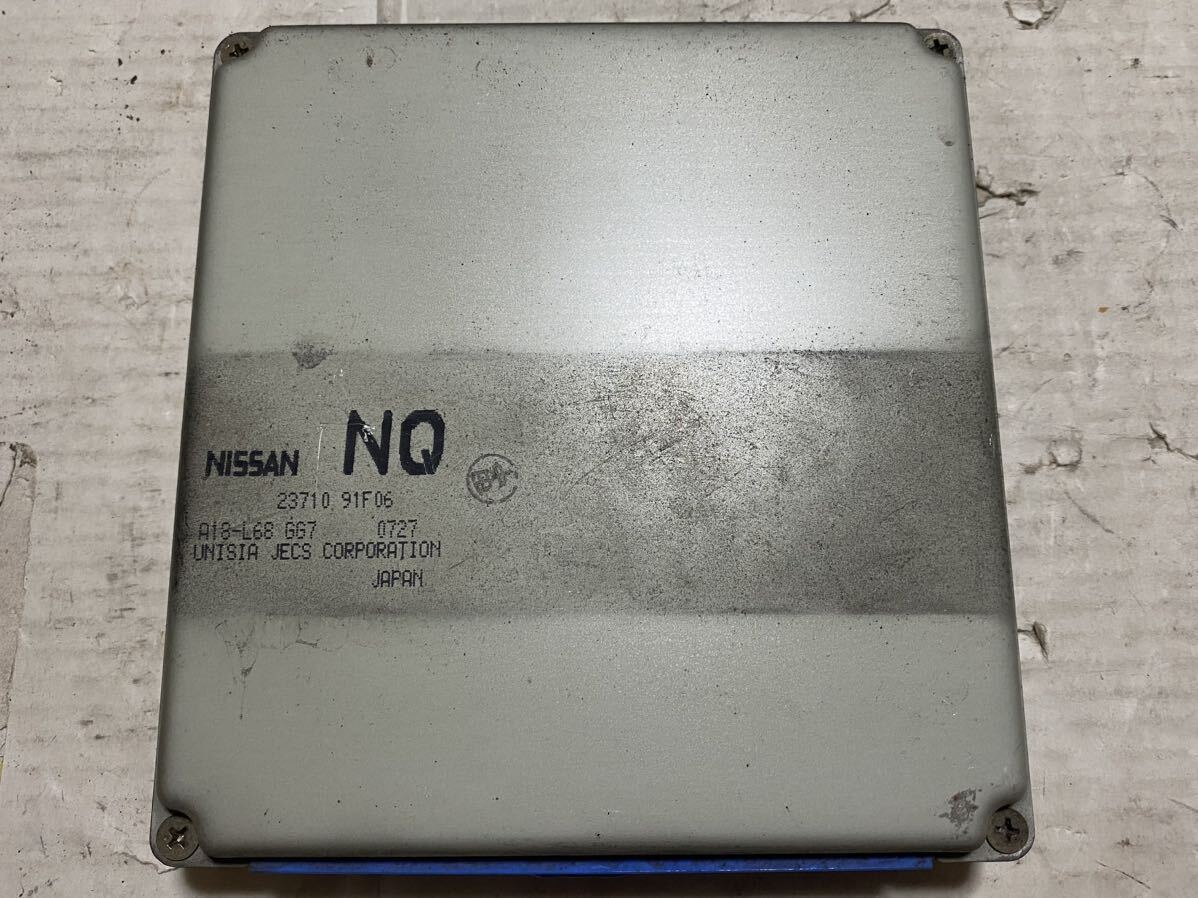 NISSAN NQ
23710 91F06
A18-L68 GG7 0727
UNISIA JECS CORPORATION
JAPAN